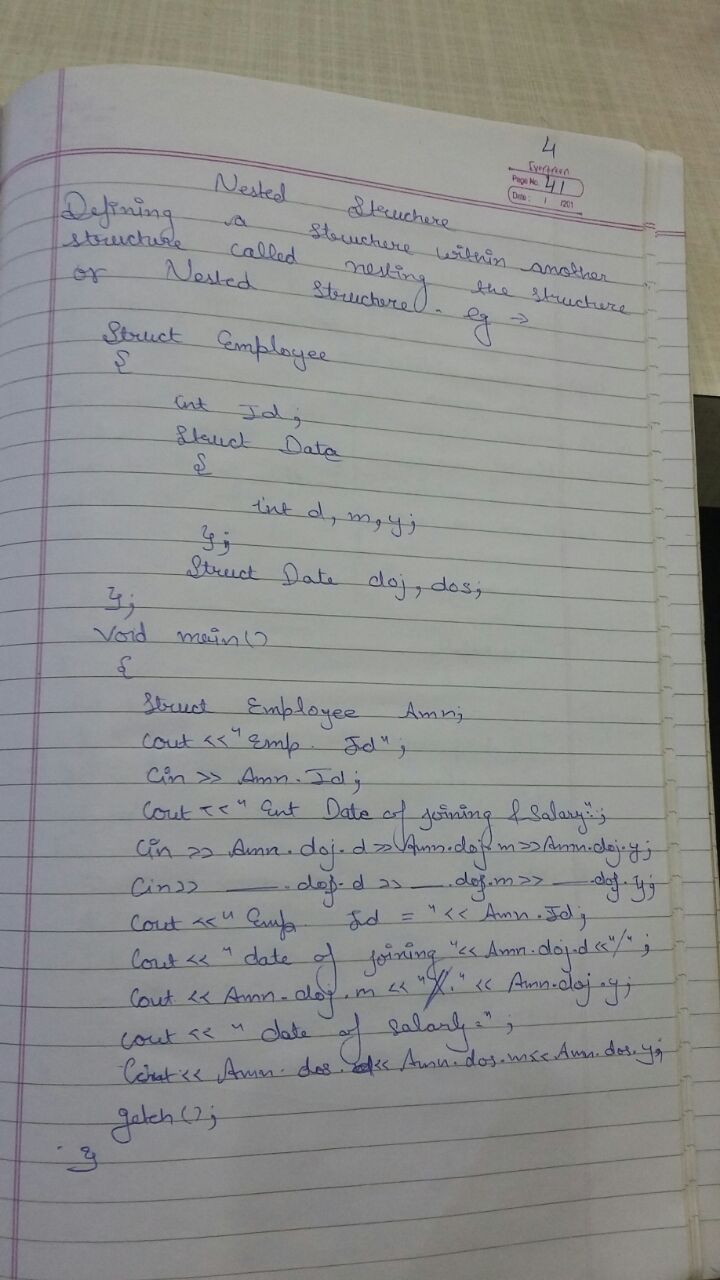 4
Evergreen
Page No. 41
Date: / /201
Nested Structure
Defining a structure within another
structure called nesting the structure
or Nested Structure. eg →
Struct Employee
{
int Id;
Struct Date
{
int d, m, y;
};
Struct Date doj, dos;
};
Void main()
{
Struct Employee Amn;
Cout <<" Emp. Id";
Cin >> Amn. Id;
Cout <<" Ent Date of joining & Salary=";
Cin >> Amn. doj. d >> Amn. doj. m >> Amn. doj. y;
Cin >> ___. dos. d >> ___. dos. m >> ___. dos. y;
Cout <<" Emp. Id = "<< Amn. Id;
Cout << " date of joining "<< Amn. doj. d <<"/";
Cout << Amn. doj. m << "/" << Amn. doj. y;
Cout << " date of Salary=";
Cout << Amn. dos. d << Amn. dos. m << Amn. dos. y;
getch();
}